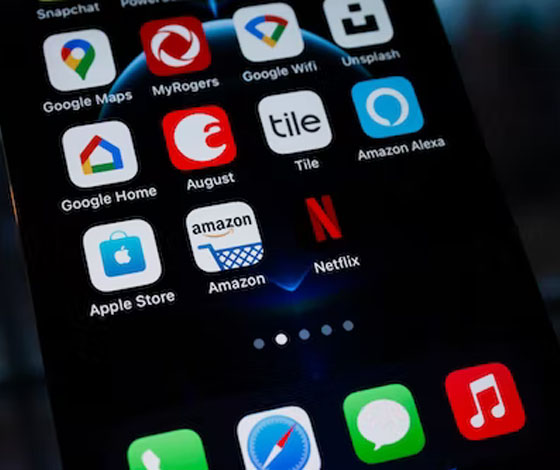 Snapchat
Power
Google Maps
MyRogers
Google Wifi
Unsplash
Google Home
August
tile
Tile
Amazon Alexa
Apple Store
amazon
Amazon
Netflix